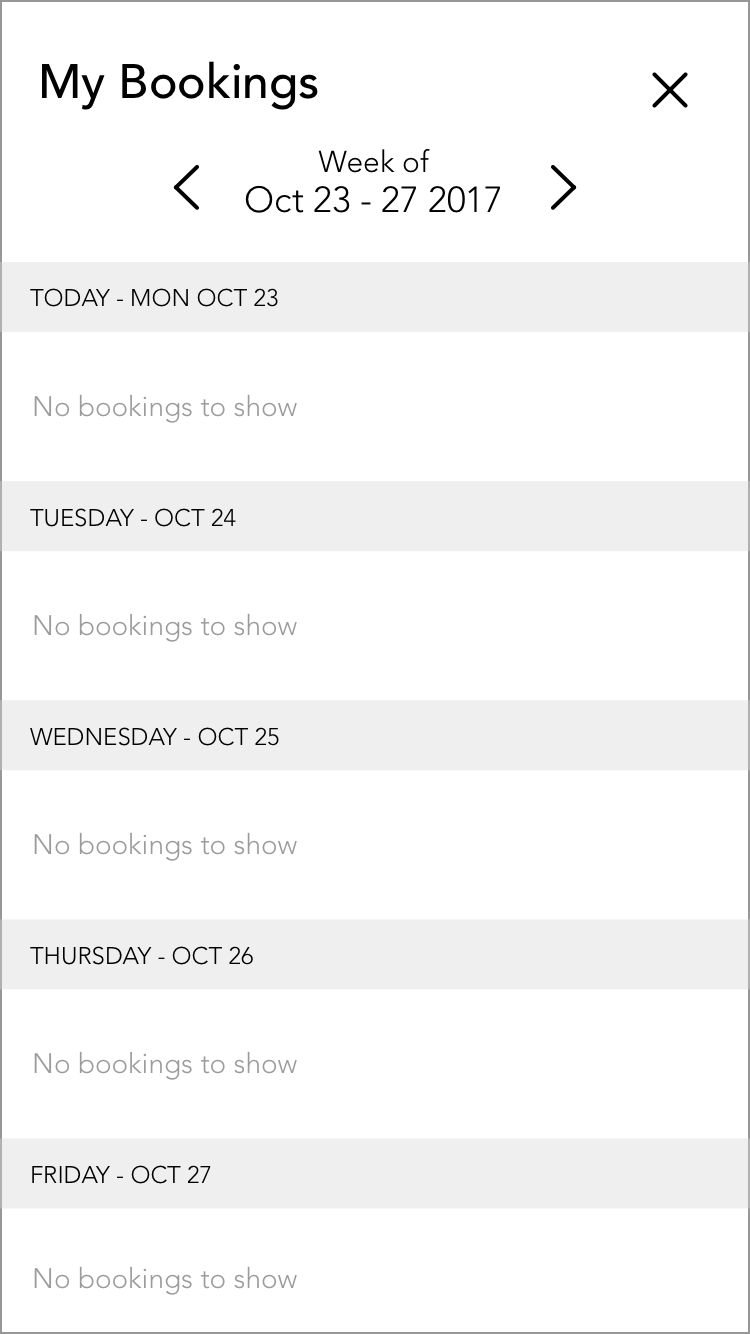 My Bookings
Week of
Oct 23 - 27 2017
TODAY - MON OCT 23
No bookings to show
TUESDAY - OCT 24
No bookings to show
WEDNESDAY - OCT 25
No bookings to show
THURSDAY - OCT 26
No bookings to show
FRIDAY - OCT 27
No bookings to show